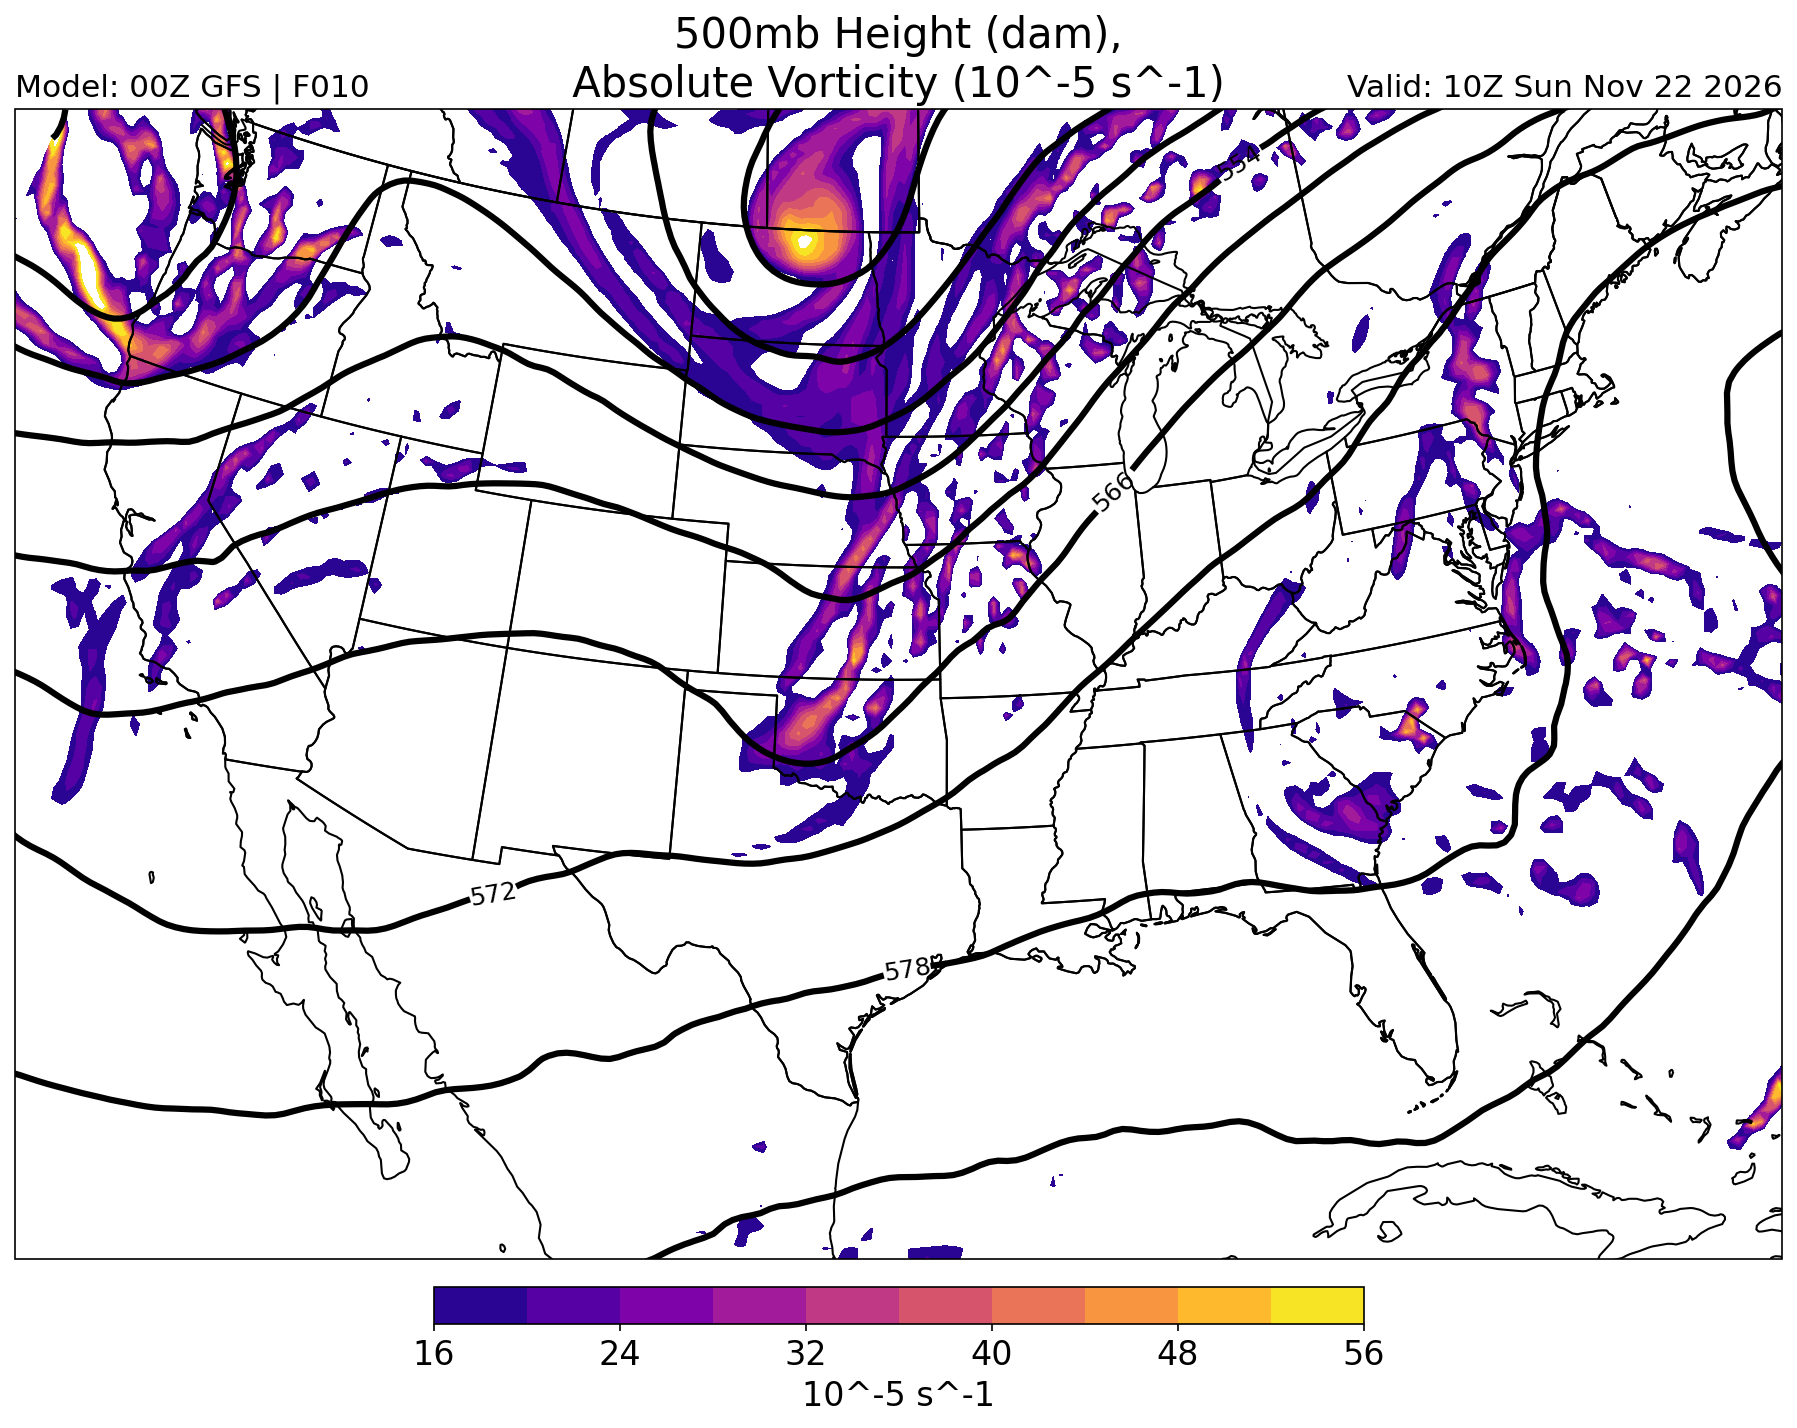 500mb Height (dam),
Absolute Vorticity (10^-5 s^-1)
Model: 00Z GFS | F010
Valid: 10Z Sun Nov 22 2026
554
566
572
578
16 24 32 40 48 56
10^-5 s^-1